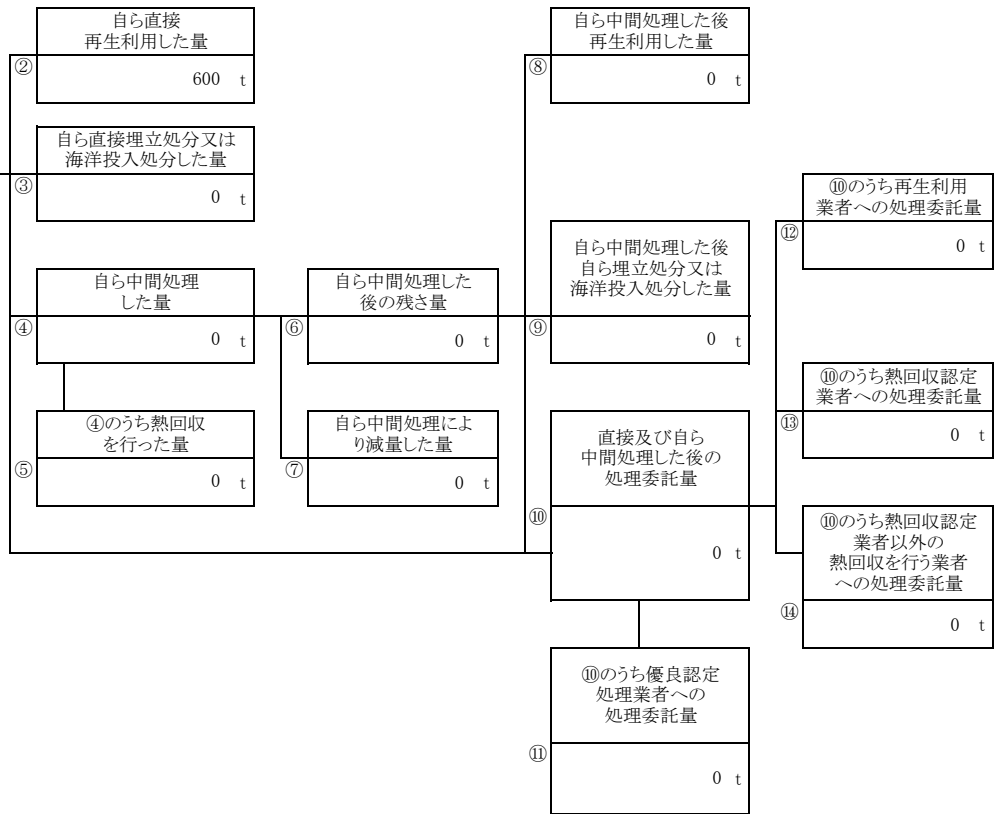 自ら直接
再生利用した量
②
600 t
自ら直接埋立処分又は
海洋投入処分した量
③
0 t
自ら中間処理
した量
④
0 t
④のうち熱回収
を行った量
⑤
0 t
自ら中間処理した
後の残さ量
⑥
0 t
自ら中間処理によ
り減量した量
⑦
0 t
自ら中間処理した後
再生利用した量
⑧
0 t
自ら中間処理した後
自ら埋立処分又は
海洋投入処分した量
⑨
0 t
直接及び自ら
中間処理した後の
処理委託量
⑩
0 t
⑩のうち優良認定
処理業者への
処理委託量
⑪
0 t
⑩のうち再生利用
業者への処理委託量
⑫
0 t
⑩のうち熱回収認定
業者への処理委託量
⑬
0 t
⑩のうち熱回収認定
業者以外の
熱回収を行う業者
への処理委託量
⑭
0 t